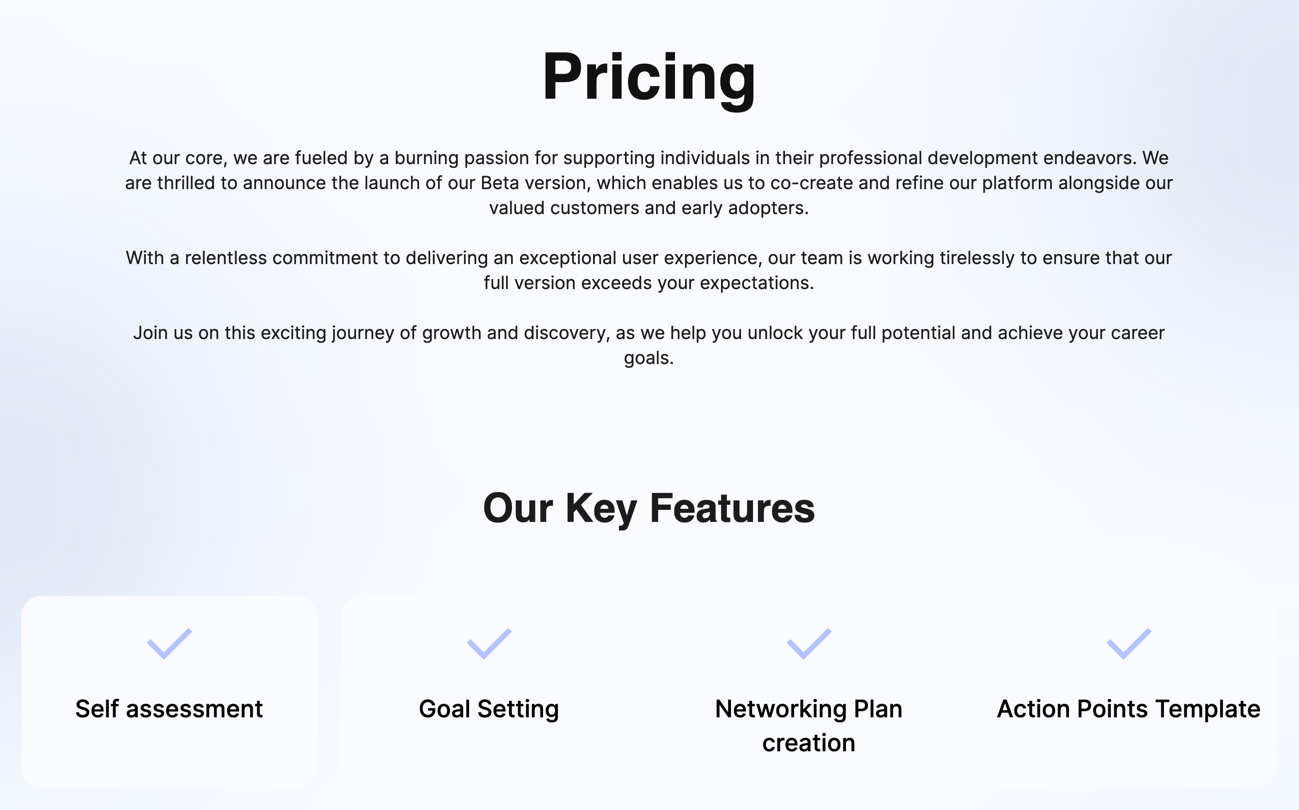 Pricing
At our core, we are fueled by a burning passion for supporting individuals in their professional development endeavors. We
are thrilled to announce the launch of our Beta version, which enables us to co-create and refine our platform alongside our
valued customers and early adopters.
With a relentless commitment to delivering an exceptional user experience, our team is working tirelessly to ensure that our
full version exceeds your expectations.
Join us on this exciting journey of growth and discovery, as we help you unlock your full potential and achieve your career
goals.
Our Key Features
Self assessment
Goal Setting
Networking Plan
creation
Action Points Template